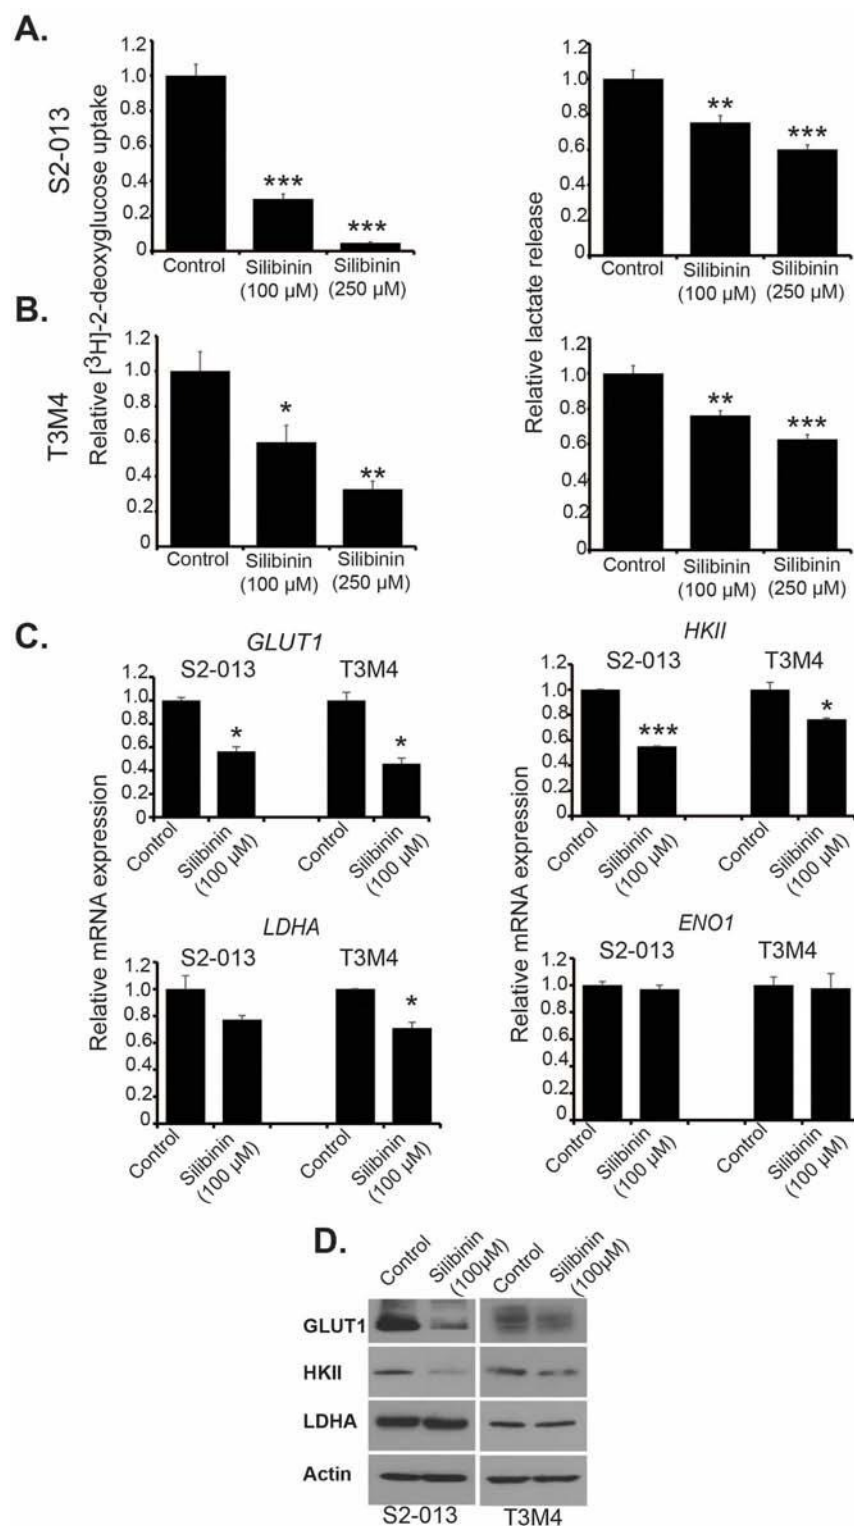 A.
S2-013
Relative [³H]-2-deoxyglucose uptake
1.2
1.0
0.8
0.6
0.4
0.2
0
***
***
Control
Silibinin
(100 µM)
Silibinin
(250 µM)
Relative lactate release
1.2
1.0
0.8
0.6
0.4
0.2
0
**
***
Control
Silibinin
(100 µM)
Silibinin
(250 µM)
B.
T3M4
1.2
1.0
0.8
0.6
0.4
0.2
0
*
**
Control
Silibinin
(100 µM)
Silibinin
(250 µM)
1.2
1.0
0.8
0.6
0.4
0.2
0
**
***
Control
Silibinin
(100 µM)
Silibinin
(250 µM)
C.
Relative mRNA expression
GLUT1
S2-013 T3M4
1.2
1.0
0.8
0.6
0.4
0.2
0
*
*
Control
Silibinin
(100 µM)
Control
Silibinin
(100 µM)
Relative mRNA expression
HKII
S2-013 T3M4
1.2
1.0
0.8
0.6
0.4
0.2
0
***
*
Control
Silibinin
(100 µM)
Control
Silibinin
(100 µM)
LDHA
S2-013 T3M4
1.2
1.0
0.8
0.6
0.4
0.2
0
*
Control
Silibinin
(100 µM)
Control
Silibinin
(100 µM)
ENO1
S2-013 T3M4
1.2
1.0
0.8
0.6
0.4
0.2
0
Control
Silibinin
(100 µM)
Control
Silibinin
(100 µM)
D.
Control
Silibinin
(100µM)
Control
Silibinin
(100µM)
GLUT1
HKII
LDHA
Actin
S2-013 T3M4